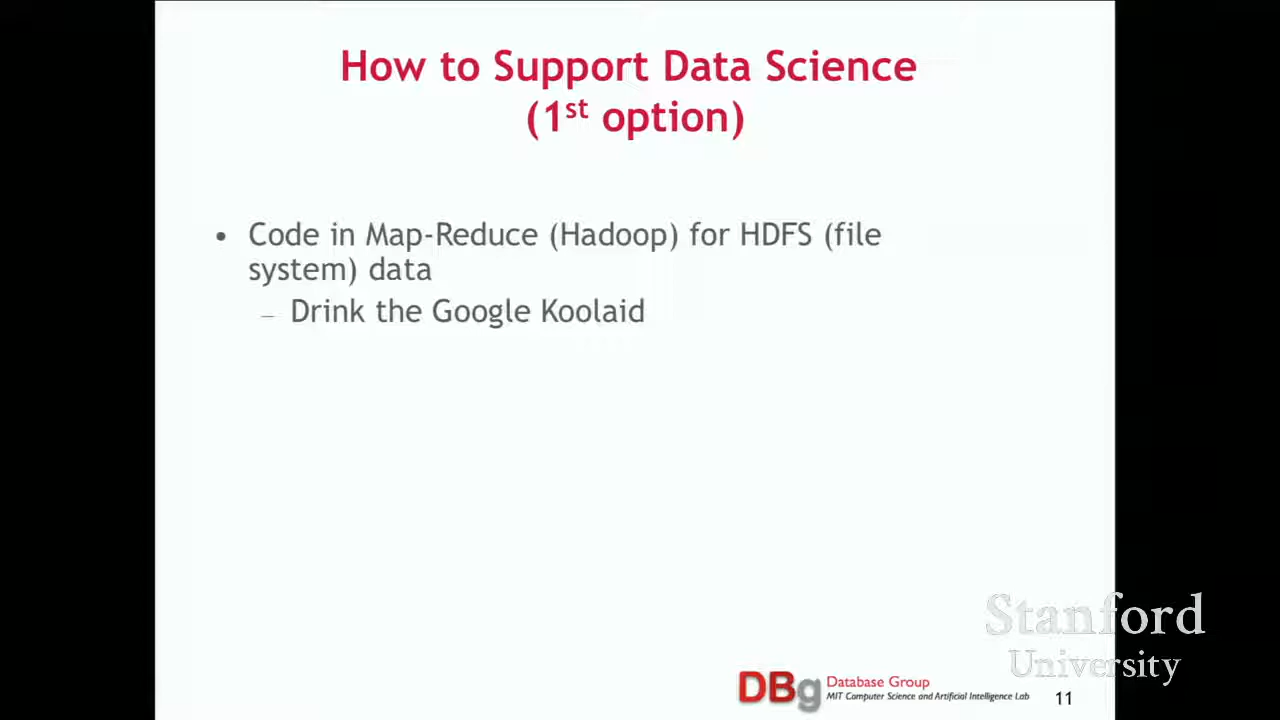 How to Support Data Science
(1st option)
• Code in Map-Reduce (Hadoop) for HDFS (file
system) data
– Drink the Google Koolaid
Stanford
University
DBg Database Group
MIT Computer Science and Artificial Intelligence Lab
11